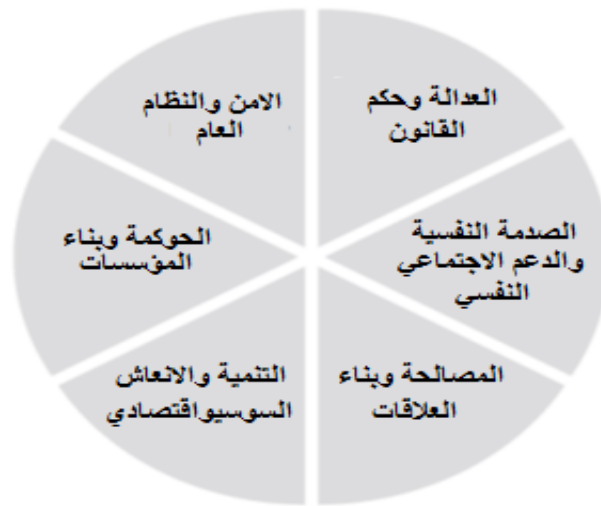 العدالة وحكم
القانون
الامن والنظام
العام
الصدمة النفسية
والدعم الاجتماعي
النفسي
الحوكمة وبناء
المؤسسات
المصالحة وبناء
العلاقات
التنمية والانعاش
السوسيواقتصادي